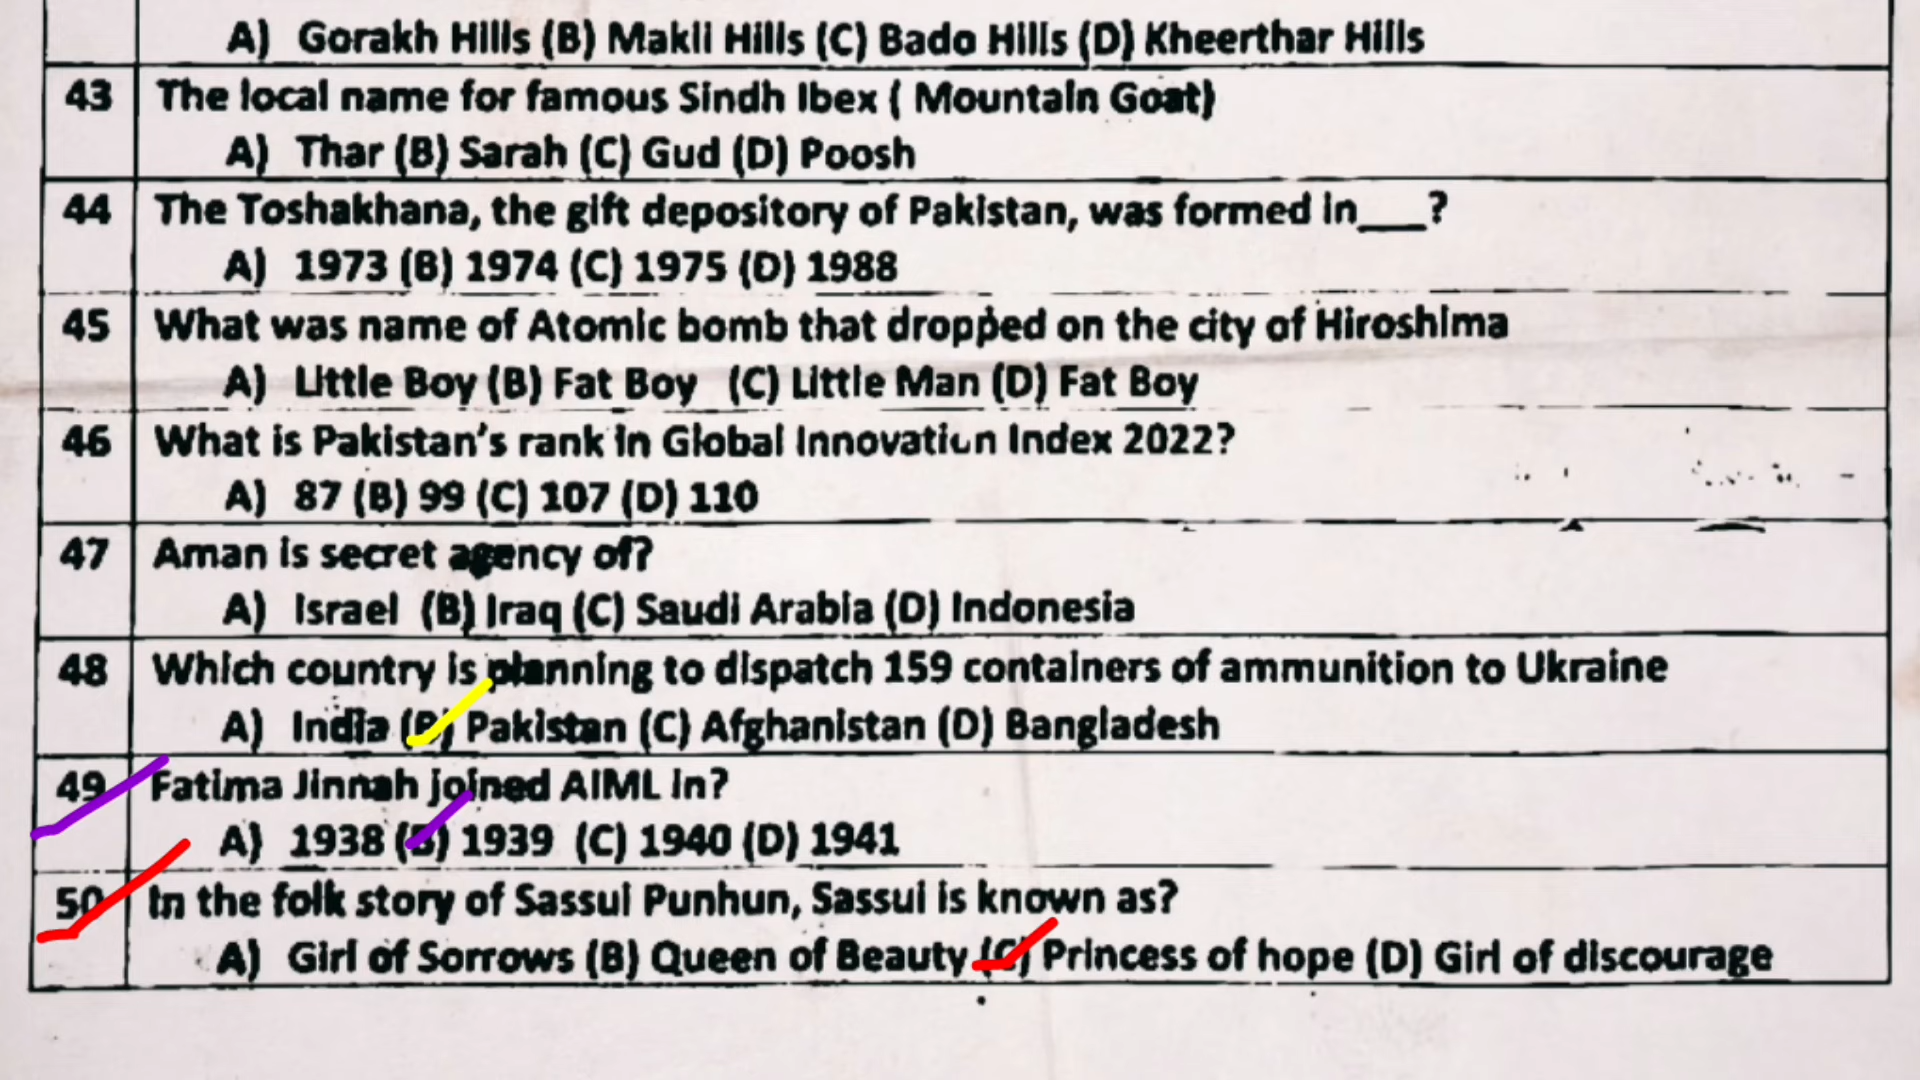 A) Gorakh Hills (B) Makli Hills (C) Bado Hills (D) Kheerthar Hills
43 The local name for famous Sindh Ibex ( Mountain Goat)
A) Thar (B) Sarah (C) Gud (D) Poosh
44 The Toshakhana, the gift depository of Pakistan, was formed in___?
A) 1973 (B) 1974 (C) 1975 (D) 1988
45 What was name of Atomic bomb that dropped on the city of Hiroshima
A) Little Boy (B) Fat Boy (C) Little Man (D) Fat Boy
46 What is Pakistan's rank in Global Innovation Index 2022?
A) 87 (B) 99 (C) 107 (D) 110
47 Aman is secret agency of?
A) Israel (B) Iraq (C) Saudi Arabia (D) Indonesia
48 Which country is planning to dispatch 159 containers of ammunition to Ukraine
A) India (B) Pakistan (C) Afghanistan (D) Bangladesh
49 Fatima Jinnah joined AIML in?
A) 1938 (B) 1939 (C) 1940 (D) 1941
50 In the folk story of Sassui Punhun, Sassui is known as?
A) Girl of Sorrows (B) Queen of Beauty (C) Princess of hope (D) Girl of discourage